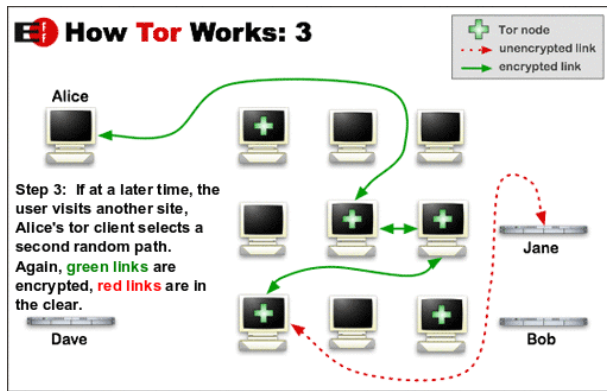 EFF How Tor Works: 3
Tor node
unencrypted link
encrypted link
Alice
Step 3: If at a later time, the
user visits another site,
Alice's tor client selects a
second random path.
Again, green links are
encrypted, red links are in
the clear.
Jane
Dave
Bob